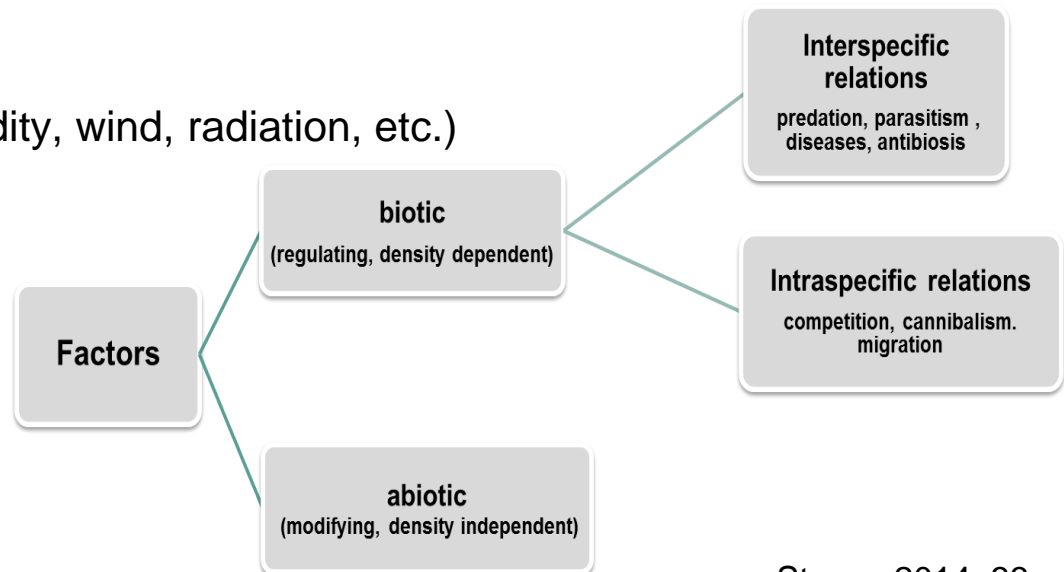 dity, wind, radiation, etc.)
Interspecific
relations
predation, parasitism ,
diseases, antibiosis
biotic
(regulating, density dependent)
Intraspecific relations
competition, cannibalism.
migration
Factors
abiotic
(modifying, density independent)